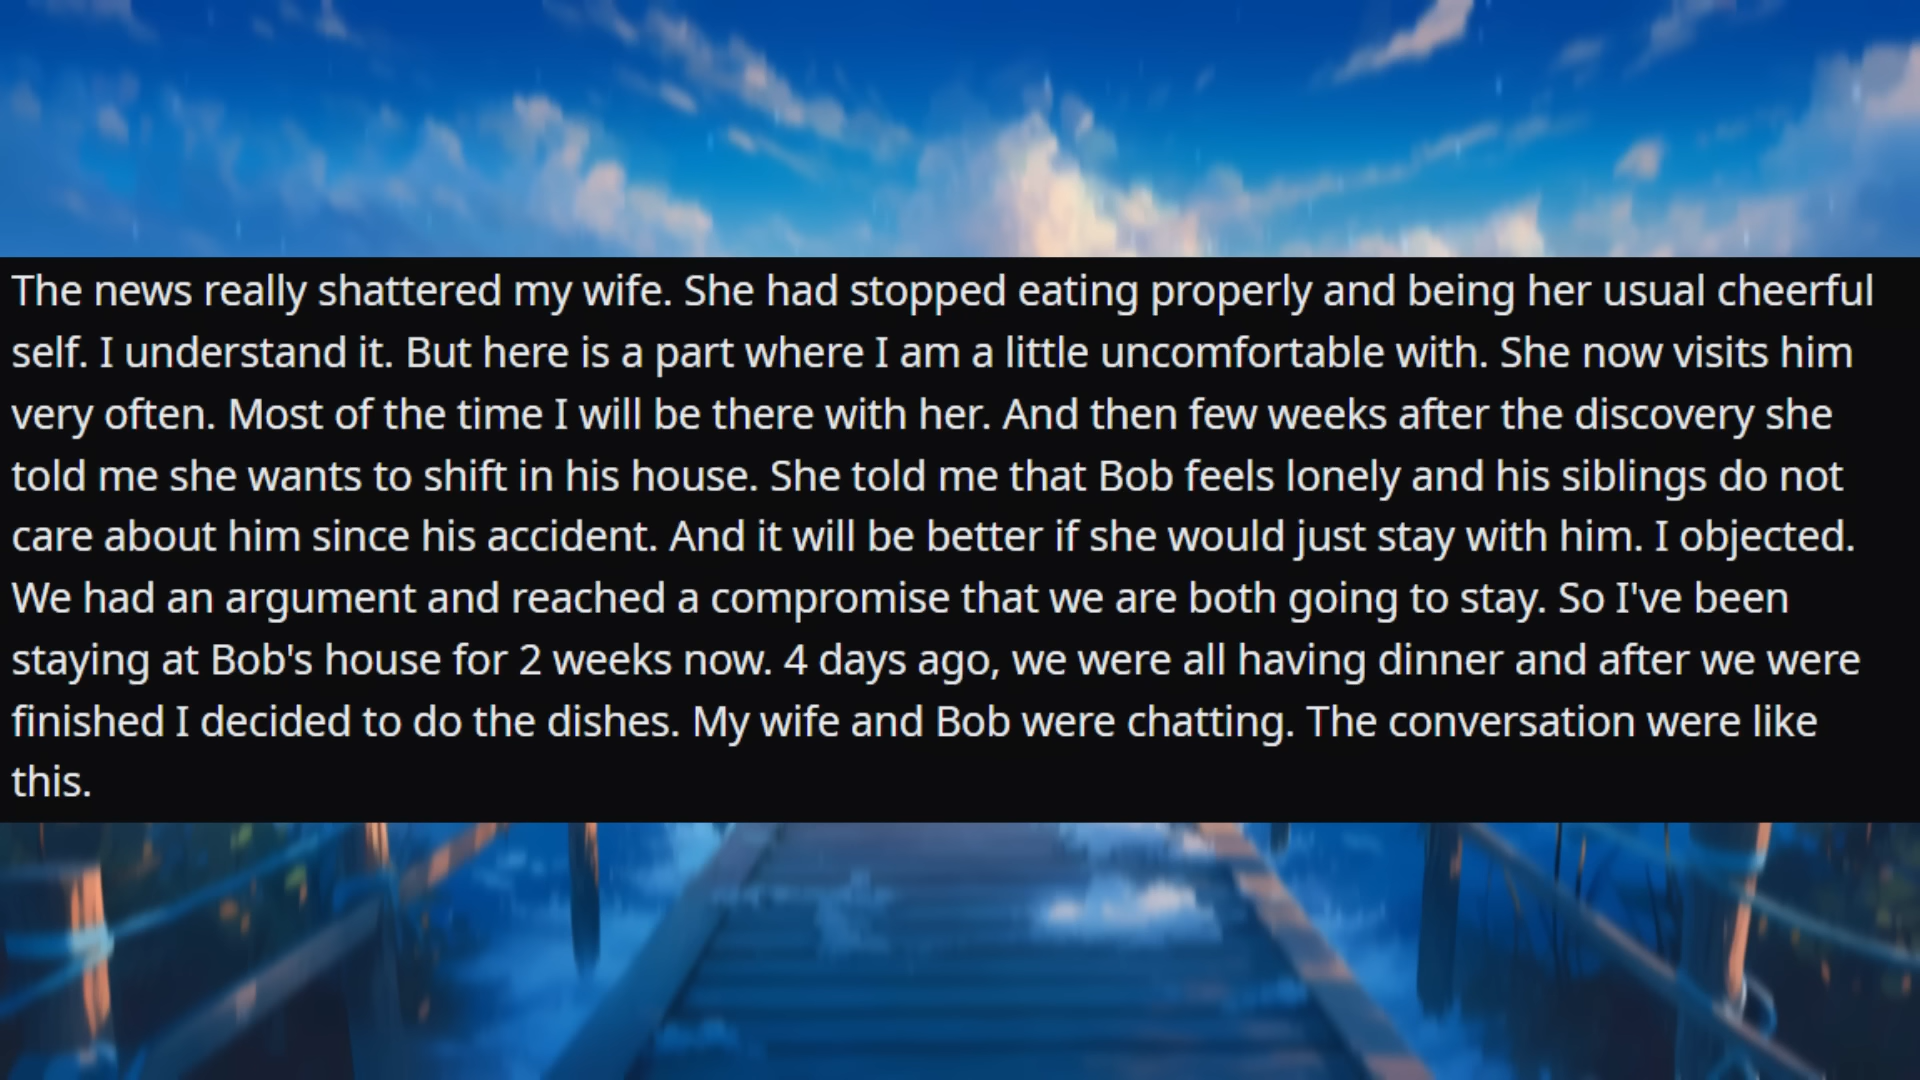 The news really shattered my wife. She had stopped eating properly and being her usual cheerful
self. I understand it. But here is a part where I am a little uncomfortable with. She now visits him
very often. Most of the time I will be there with her. And then few weeks after the discovery she
told me she wants to shift in his house. She told me that Bob feels lonely and his siblings do not
care about him since his accident. And it will be better if she would just stay with him. I objected.
We had an argument and reached a compromise that we are both going to stay. So I've been
staying at Bob's house for 2 weeks now. 4 days ago, we were all having dinner and after we were
finished I decided to do the dishes. My wife and Bob were chatting. The conversation were like
this.